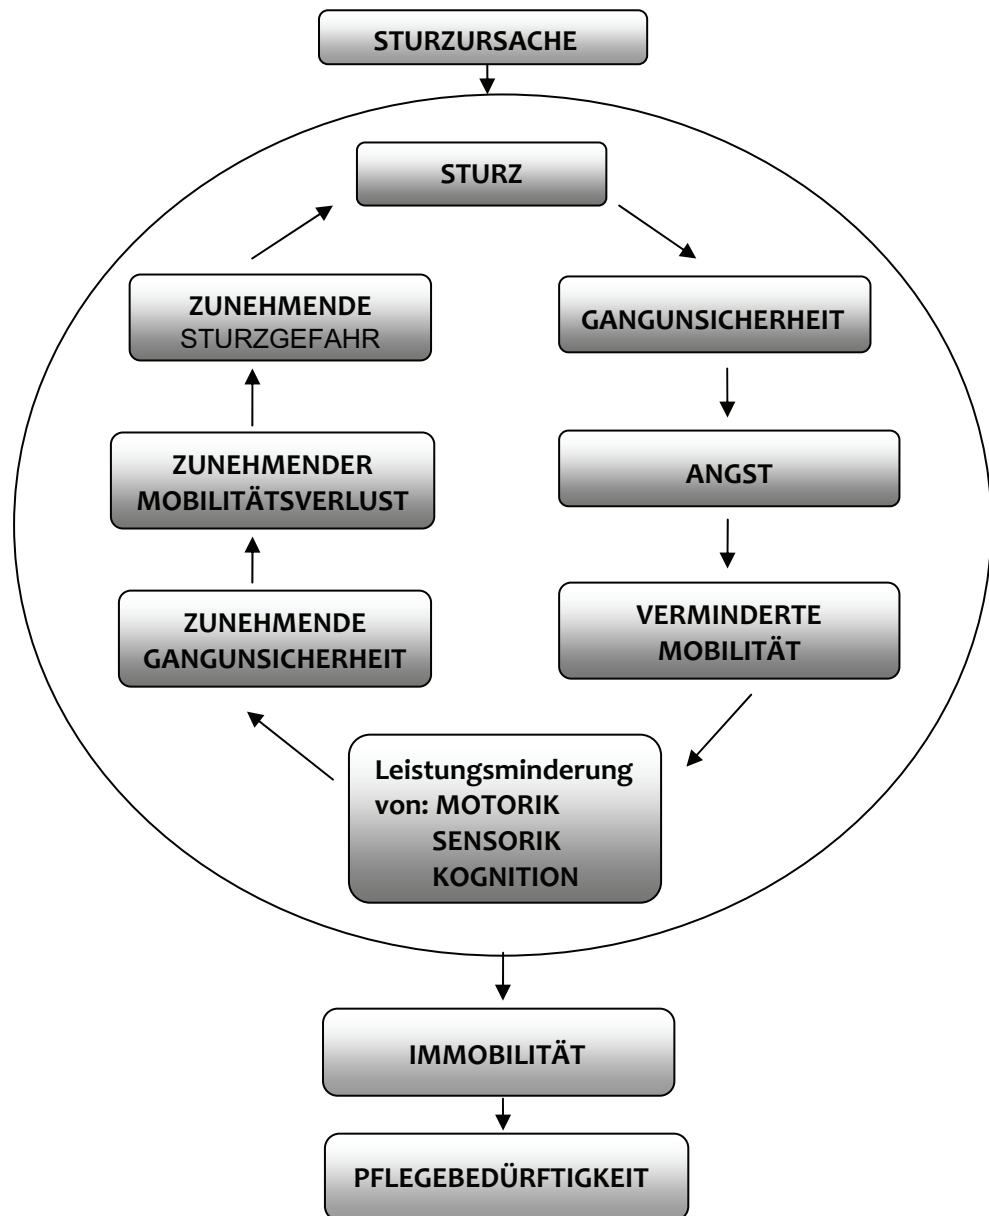 STURZURSACHE
STURZ
GANGUNSICHERHEIT
ANGST
VERMINDERTE
MOBILITÄT
Leistungsminderung
von: MOTORIK
SENSORIK
KOGNITION
ZUNEHMENDE
GANGUNSICHERHEIT
ZUNEHMENDER
MOBILITÄTSVERLUST
ZUNEHMENDE
STURZGEFAHR
IMMOBILITÄT
PFLEGEBEDÜRFTIGKEIT